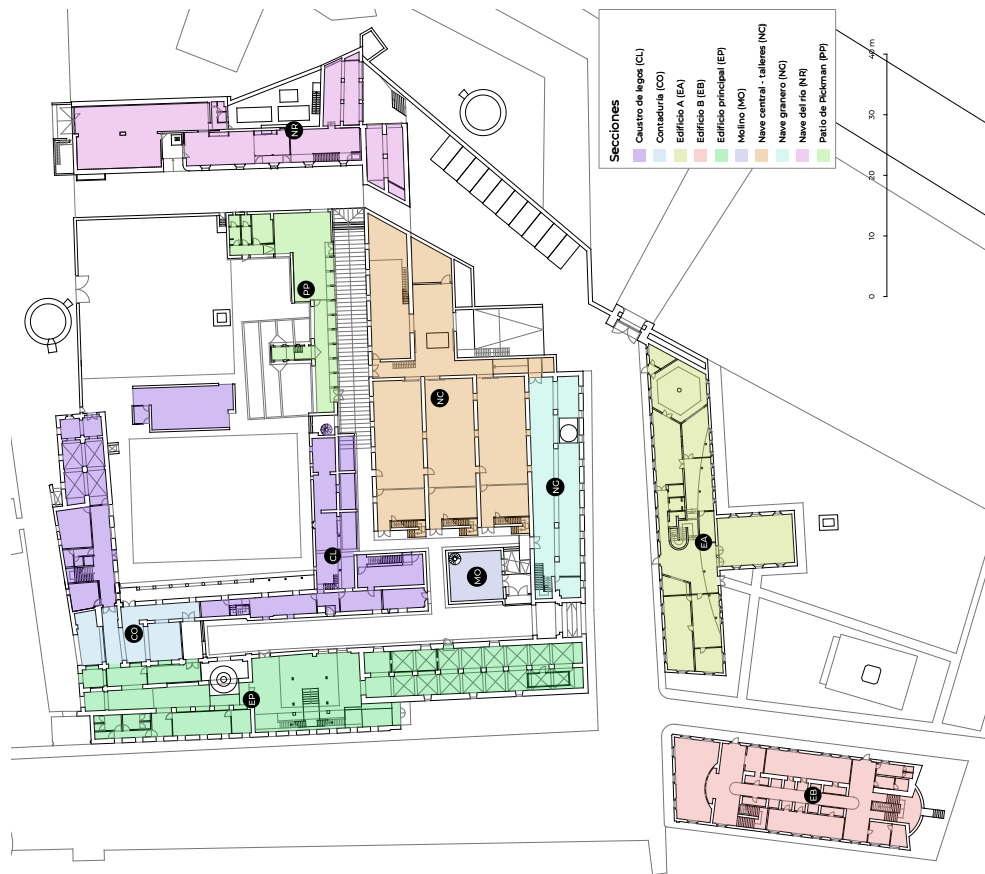 Secciones
Caustro de legos (CL)
Contaduría (CO)
Edificio A (EA)
Edificio B (EB)
Edificio principal (EP)
Molino (MO)
Nave central - talleres (NC)
Nave granero (NG)
Nave del río (NR)
Patio de Pickman (PP)
0
10
20
30
40 m
NR
PP
NC
NG
CL
MO
CO
EP
EA
EB